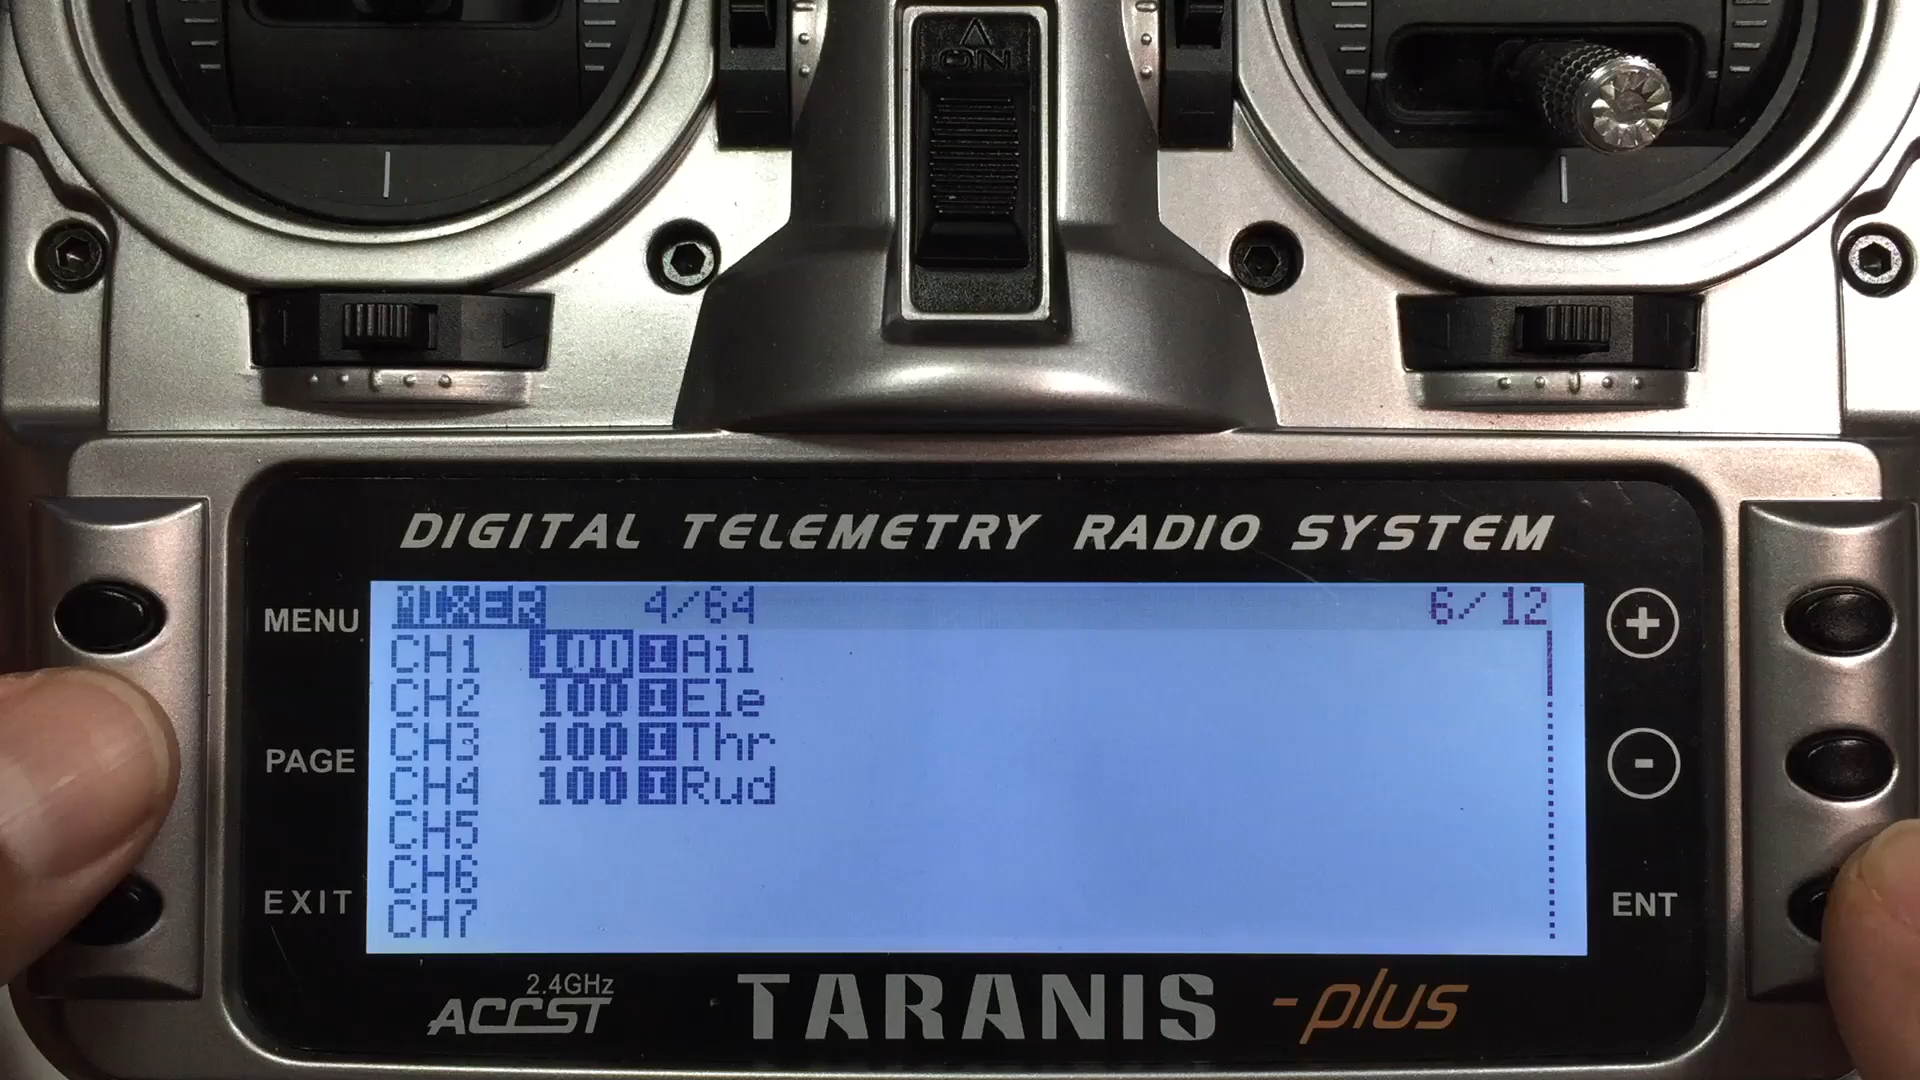 ON
DIGITAL TELEMETRY RADIO SYSTEM
MENU
PAGE
EXIT
MIXER 4/64 6/12
CH1 100 I Ail
CH2 100 I Ele
CH3 100 I Thr
CH4 100 I Rud
CH5
CH6
CH7
+
-
ENT
2.4GHz
ACCST
TARANIS -plus